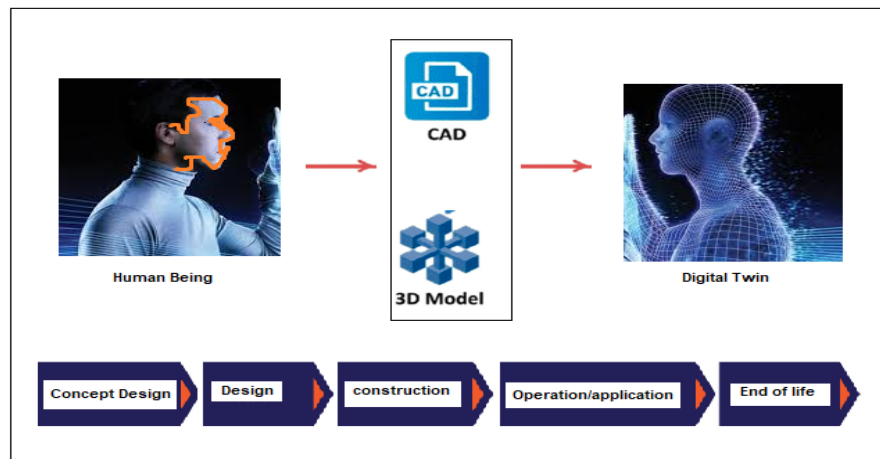 CAD
CAD
3D Model
Human Being
Digital Twin
Concept Design
Design
construction
Operation/application
End of life